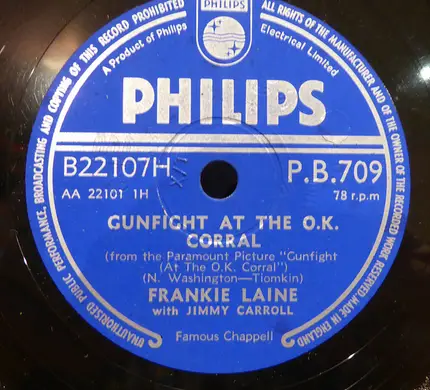 PHILIPS
A Product of Philips Electrical Limited
ALL RIGHTS OF THE MANUFACTURER AND OF THE OWNER OF THE RECORDED WORK RESERVED. MADE IN ENGLAND
UNAUTHORISED PUBLIC PERFORMANCE, BROADCASTING AND COPYING OF THIS RECORD PROHIBITED
PHILIPS
B22107H
P.B.709
AA 22101 1H
78 r.p.m
GUNFIGHT AT THE O.K.
CORRAL
(from the Paramount Picture "Gunfight
(At The O.K. Corral")
(N. Washington—Tiomkin)
FRANKIE LAINE
with JIMMY CARROLL
Famous Chappell